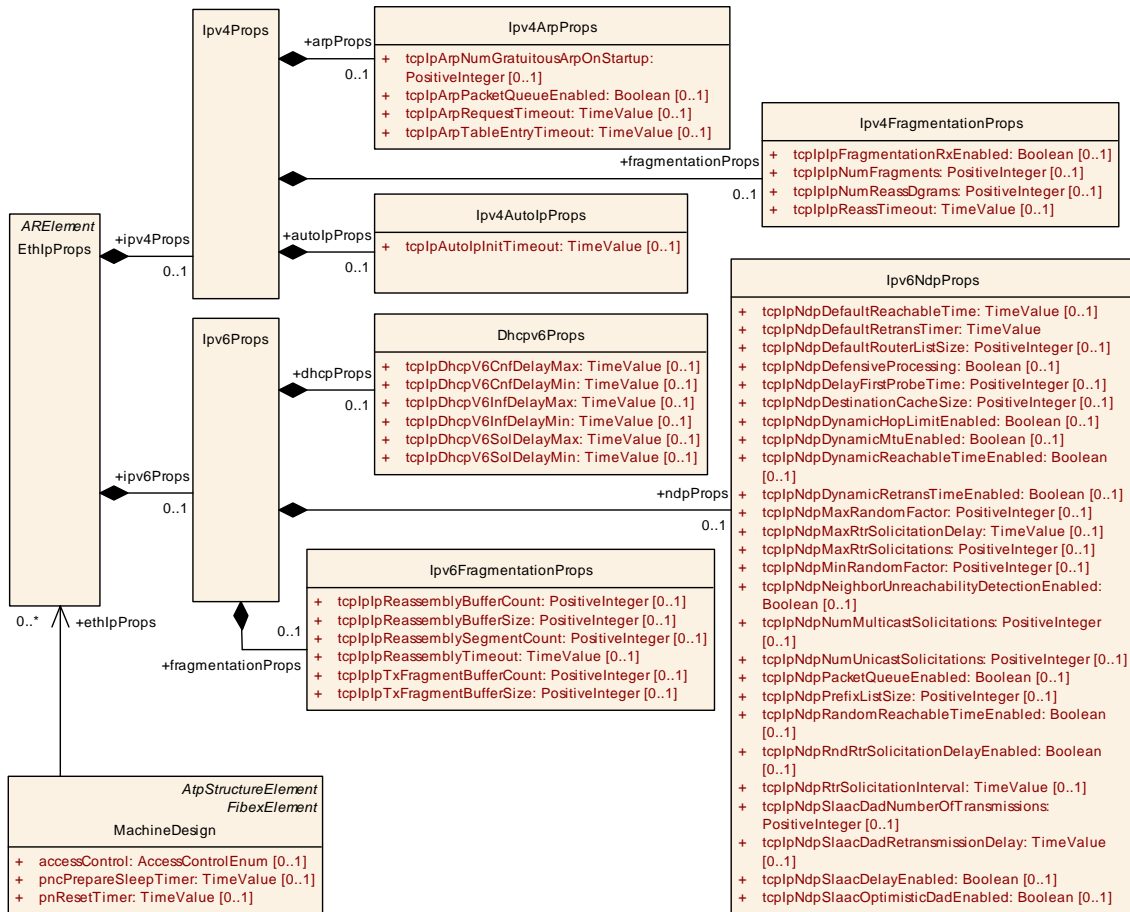 Ipv4Props
+arpProps
0..1
Ipv4ArpProps
+ tcpIpArpNumGratuitousArpOnStartup:
PositiveInteger [0..1]
+ tcpIpArpPacketQueueEnabled: Boolean [0..1]
+ tcpIpArpRequestTimeout: TimeValue [0..1]
+ tcpIpArpTableEntryTimeout: TimeValue [0..1]
+fragmentationProps
0..1
Ipv4FragmentationProps
+ tcpIpIpFragmentationRxEnabled: Boolean [0..1]
+ tcpIpIpNumFragments: PositiveInteger [0..1]
+ tcpIpIpNumReassDgrams: PositiveInteger [0..1]
+ tcpIpIpReassTimeout: TimeValue [0..1]
+autoIpProps
0..1
Ipv4AutoIpProps
+ tcpIpAutoIpInitTimeout: TimeValue [0..1]
ARElement
EthIpProps
+ipv4Props
0..1
Ipv6Props
+dhcpProps
0..1
Dhcpv6Props
+ tcpIpDhcpV6CnfDelayMax: TimeValue [0..1]
+ tcpIpDhcpV6CnfDelayMin: TimeValue [0..1]
+ tcpIpDhcpV6InfDelayMax: TimeValue [0..1]
+ tcpIpDhcpV6InfDelayMin: TimeValue [0..1]
+ tcpIpDhcpV6SolDelayMax: TimeValue [0..1]
+ tcpIpDhcpV6SolDelayMin: TimeValue [0..1]
+ipv6Props
0..1
+ndpProps
0..1
Ipv6NdpProps
+ tcpIpNdpDefaultReachableTime: TimeValue [0..1]
+ tcpIpNdpDefaultRetransTimer: TimeValue
+ tcpIpNdpDefaultRouterListSize: PositiveInteger [0..1]
+ tcpIpNdpDefensiveProcessing: Boolean [0..1]
+ tcpIpNdpDelayFirstProbeTime: PositiveInteger [0..1]
+ tcpIpNdpDestinationCacheSize: PositiveInteger [0..1]
+ tcpIpNdpDynamicHopLimitEnabled: Boolean [0..1]
+ tcpIpNdpDynamicMtuEnabled: Boolean [0..1]
+ tcpIpNdpDynamicReachableTimeEnabled: Boolean
[0..1]
+ tcpIpNdpDynamicRetransTimeEnabled: Boolean [0..1]
+ tcpIpNdpMaxRandomFactor: PositiveInteger [0..1]
+ tcpIpNdpMaxRtrSolicitationDelay: TimeValue [0..1]
+ tcpIpNdpMaxRtrSolicitations: PositiveInteger [0..1]
+ tcpIpNdpMinRandomFactor: PositiveInteger [0..1]
+ tcpIpNdpNeighborUnreachabilityDetectionEnabled:
Boolean [0..1]
+ tcpIpNdpNumMulticastSolicitations: PositiveInteger
[0..1]
+ tcpIpNdpNumUnicastSolicitations: PositiveInteger [0..1]
+ tcpIpNdpPacketQueueEnabled: Boolean [0..1]
+ tcpIpNdpPrefixListSize: PositiveInteger [0..1]
+ tcpIpNdpRandomReachableTimeEnabled: Boolean
[0..1]
+ tcpIpNdpRndRtrSolicitationDelayEnabled: Boolean
[0..1]
+ tcpIpNdpRtrSolicitationInterval: TimeValue [0..1]
+ tcpIpNdpSlaacDadNumberOfTransmissions:
PositiveInteger [0..1]
+ tcpIpNdpSlaacDadRetransmissionDelay: TimeValue
[0..1]
+ tcpIpNdpSlaacDelayEnabled: Boolean [0..1]
+ tcpIpNdpSlaacOptimisticDadEnabled: Boolean [0..1]
0..1
+fragmentationProps
Ipv6FragmentationProps
+ tcpIpIpReassemblyBufferCount: PositiveInteger [0..1]
+ tcpIpIpReassemblyBufferSize: PositiveInteger [0..1]
+ tcpIpIpReassemblySegmentCount: PositiveInteger [0..1]
+ tcpIpIpReassemblyTimeout: TimeValue [0..1]
+ tcpIpIpTxFragmentBufferCount: PositiveInteger [0..1]
+ tcpIpIpTxFragmentBufferSize: PositiveInteger [0..1]
0..*
+ethIpProps
AtpStructureElement
FibexElement
MachineDesign
+ accessControl: AccessControlEnum [0..1]
+ pncPrepareSleepTimer: TimeValue [0..1]
+ pnResetTimer: TimeValue [0..1]